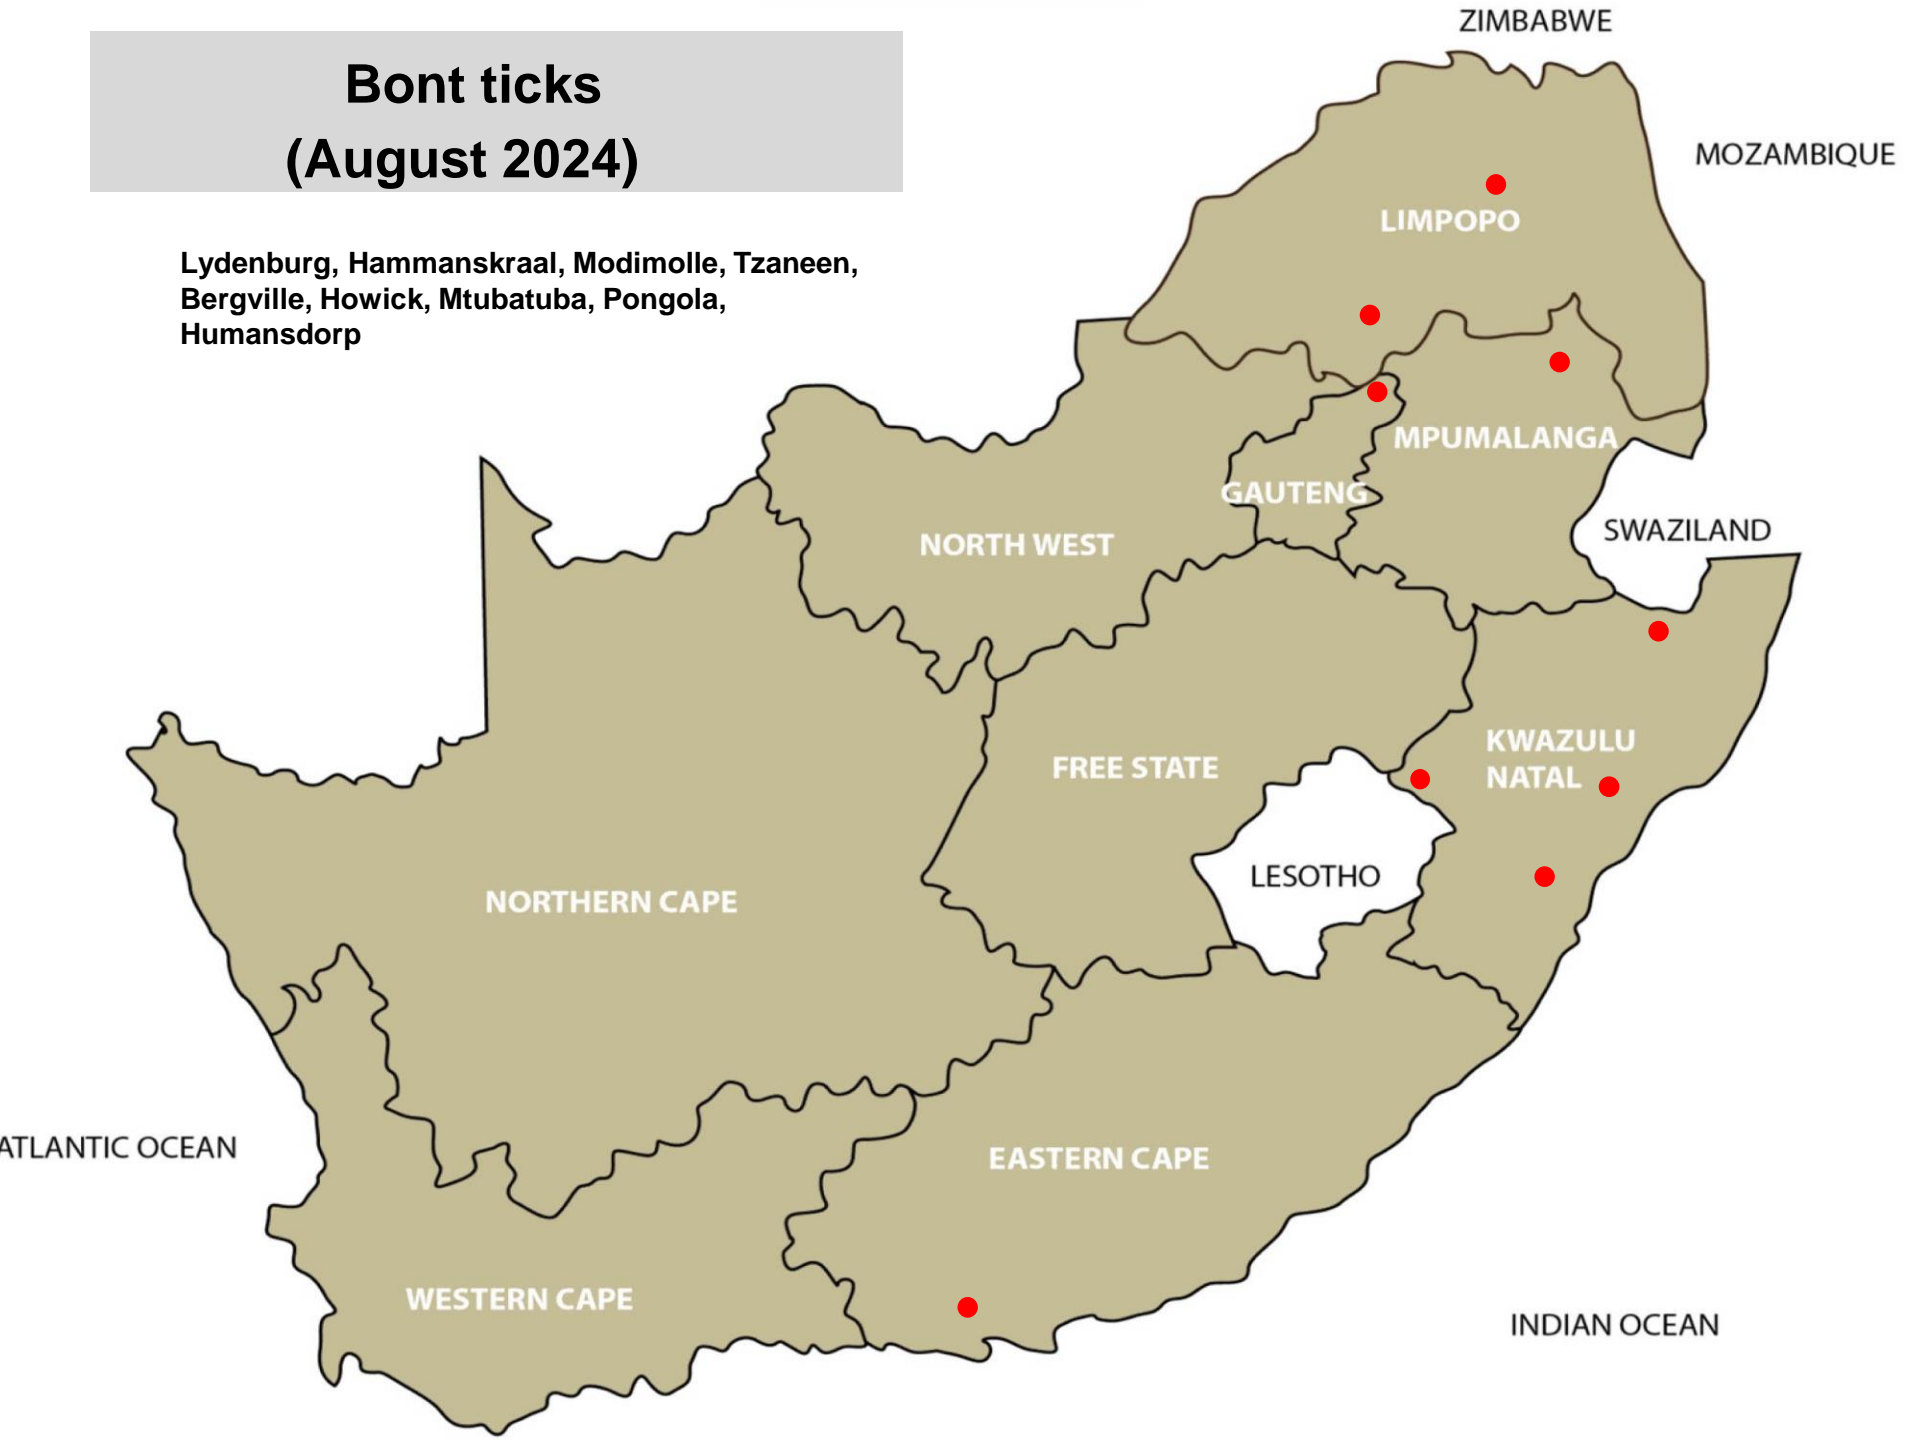 Bont ticks
(August 2024)
Lydenburg, Hammanskraal, Modimolle, Tzaneen,
Bergville, Howick, Mtubatuba, Pongola,
Humansdorp
ZIMBABWE
MOZAMBIQUE
LIMPOPO
MPUMALANGA
GAUTENG
SWAZILAND
NORTH WEST
KWAZULU
NATAL
FREE STATE
LESOTHO
NORTHERN CAPE
ATLANTIC OCEAN
EASTERN CAPE
WESTERN CAPE
INDIAN OCEAN